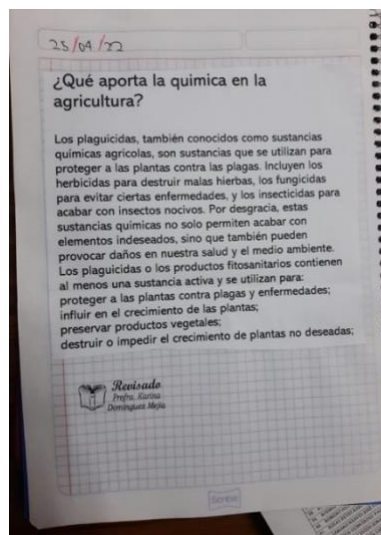 25/04/22
¿Qué aporta la quimica en la
agricultura?
Los plaguicidas, también conocidos como sustancias
químicas agrícolas, son sustancias que se utilizan para
proteger a las plantas contra las plagas. Incluyen los
herbicidas para destruir malas hierbas, los fungicidas
para evitar ciertas enfermedades, y los insecticidas para
acabar con insectos nocivos. Por desgracia, estas
sustancias químicas no solo permiten acabar con
elementos indeseados, sino que también pueden
provocar daños en nuestra salud y el medio ambiente.
Los plaguicidas o los productos fitosanitarios contienen
al menos una sustancia activa y se utilizan para:
proteger a las plantas contra plagas y enfermedades;
influir en el crecimiento de las plantas;
preservar productos vegetales;
destruir o impedir el crecimiento de plantas no deseadas;
Revisado
Profra. Karina
Domínguez Mejía